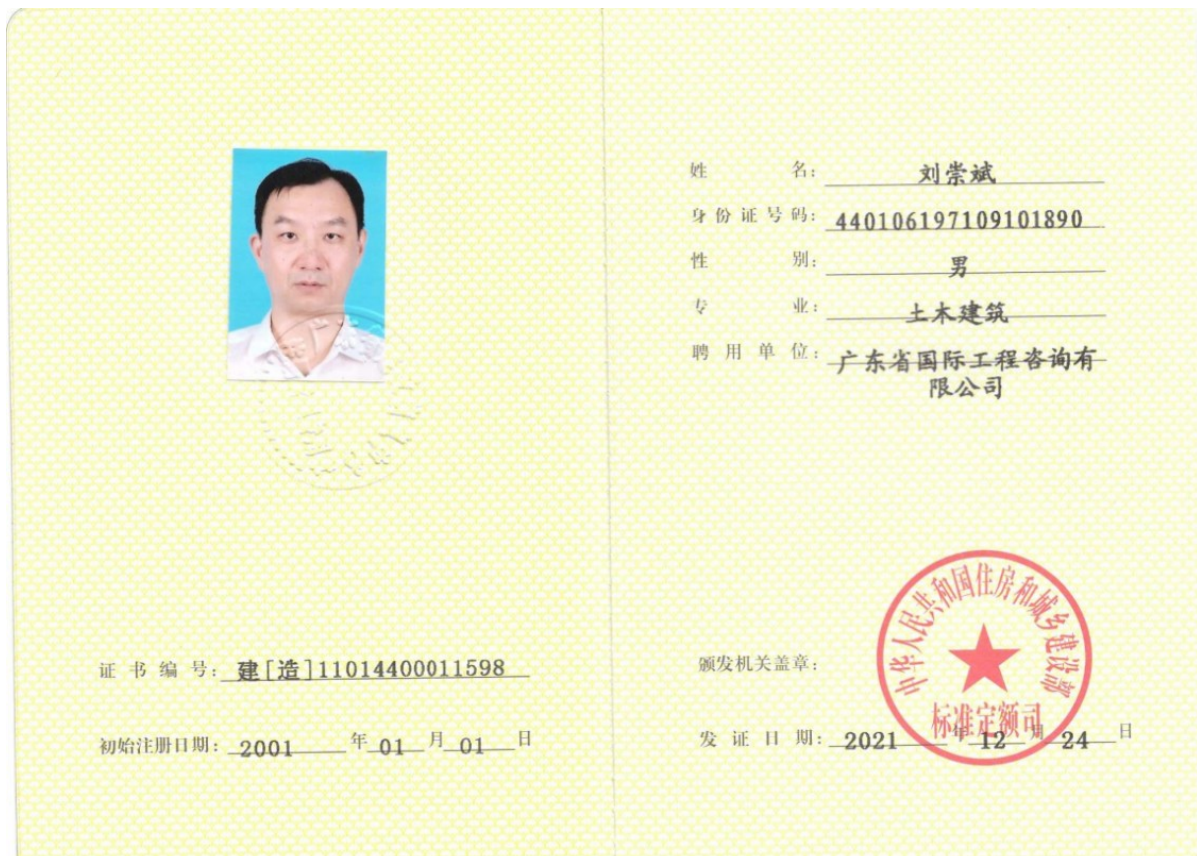 证书编号: 建[造]11014400011598
初始注册日期: 2001 年 01 月 01 日
姓名: 刘崇斌
身份证号码: 440106197109101890
性别: 男
专业: 土木建筑
聘用单位: 广东省国际工程咨询有
限公司
颁发机关盖章:
中华人民共和国住房和城乡建设部
标准定额司
发证日期: 2021 年 12 月 24 日